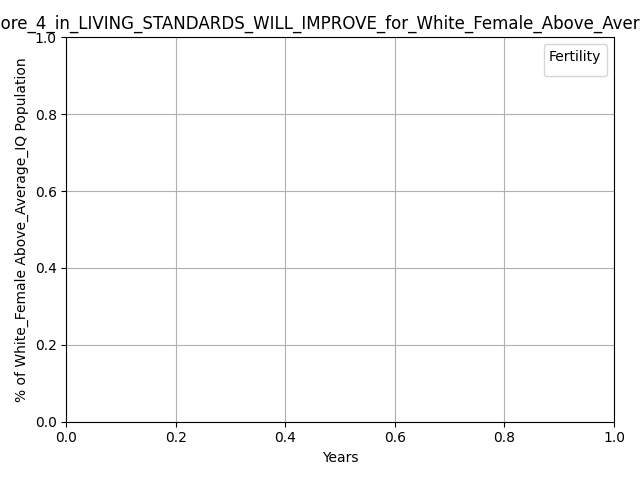 ore_4_in_LIVING_STANDARDS_WILL_IMPROVE_for_White_Female_Above_Aver
Fertility
% of White_Female Above_Average_IQ Population
1.0
0.8
0.6
0.4
0.2
0.0
0.0 0.2 0.4 0.6 0.8 1.0
Years